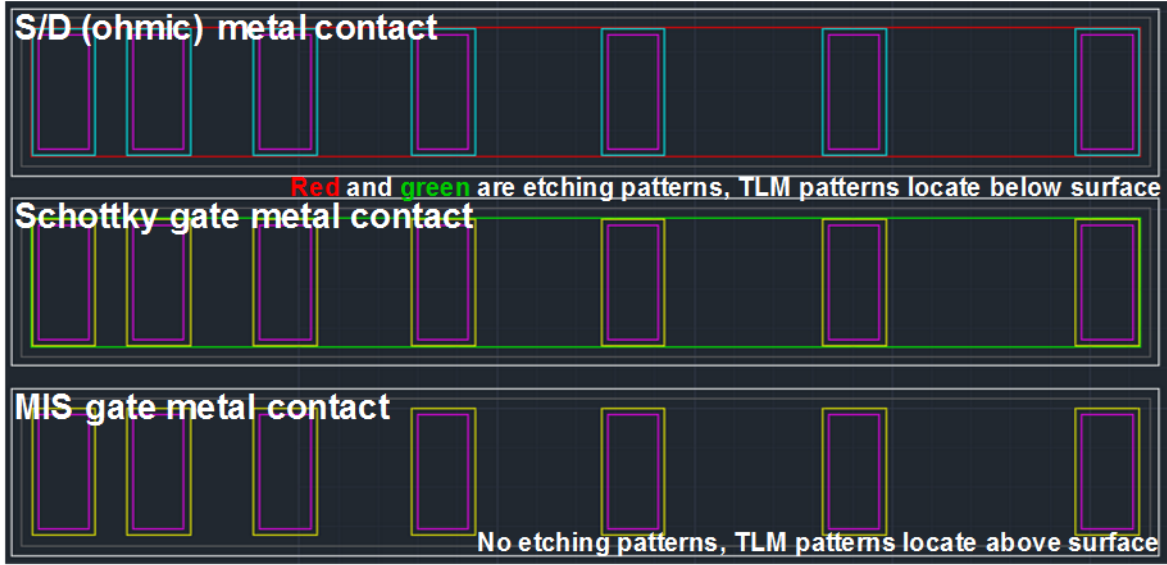 S/D (ohmic) metal contact
Red and green are etching patterns, TLM patterns locate below surface
Schottky gate metal contact
MIS gate metal contact
No etching patterns, TLM patterns locate above surface